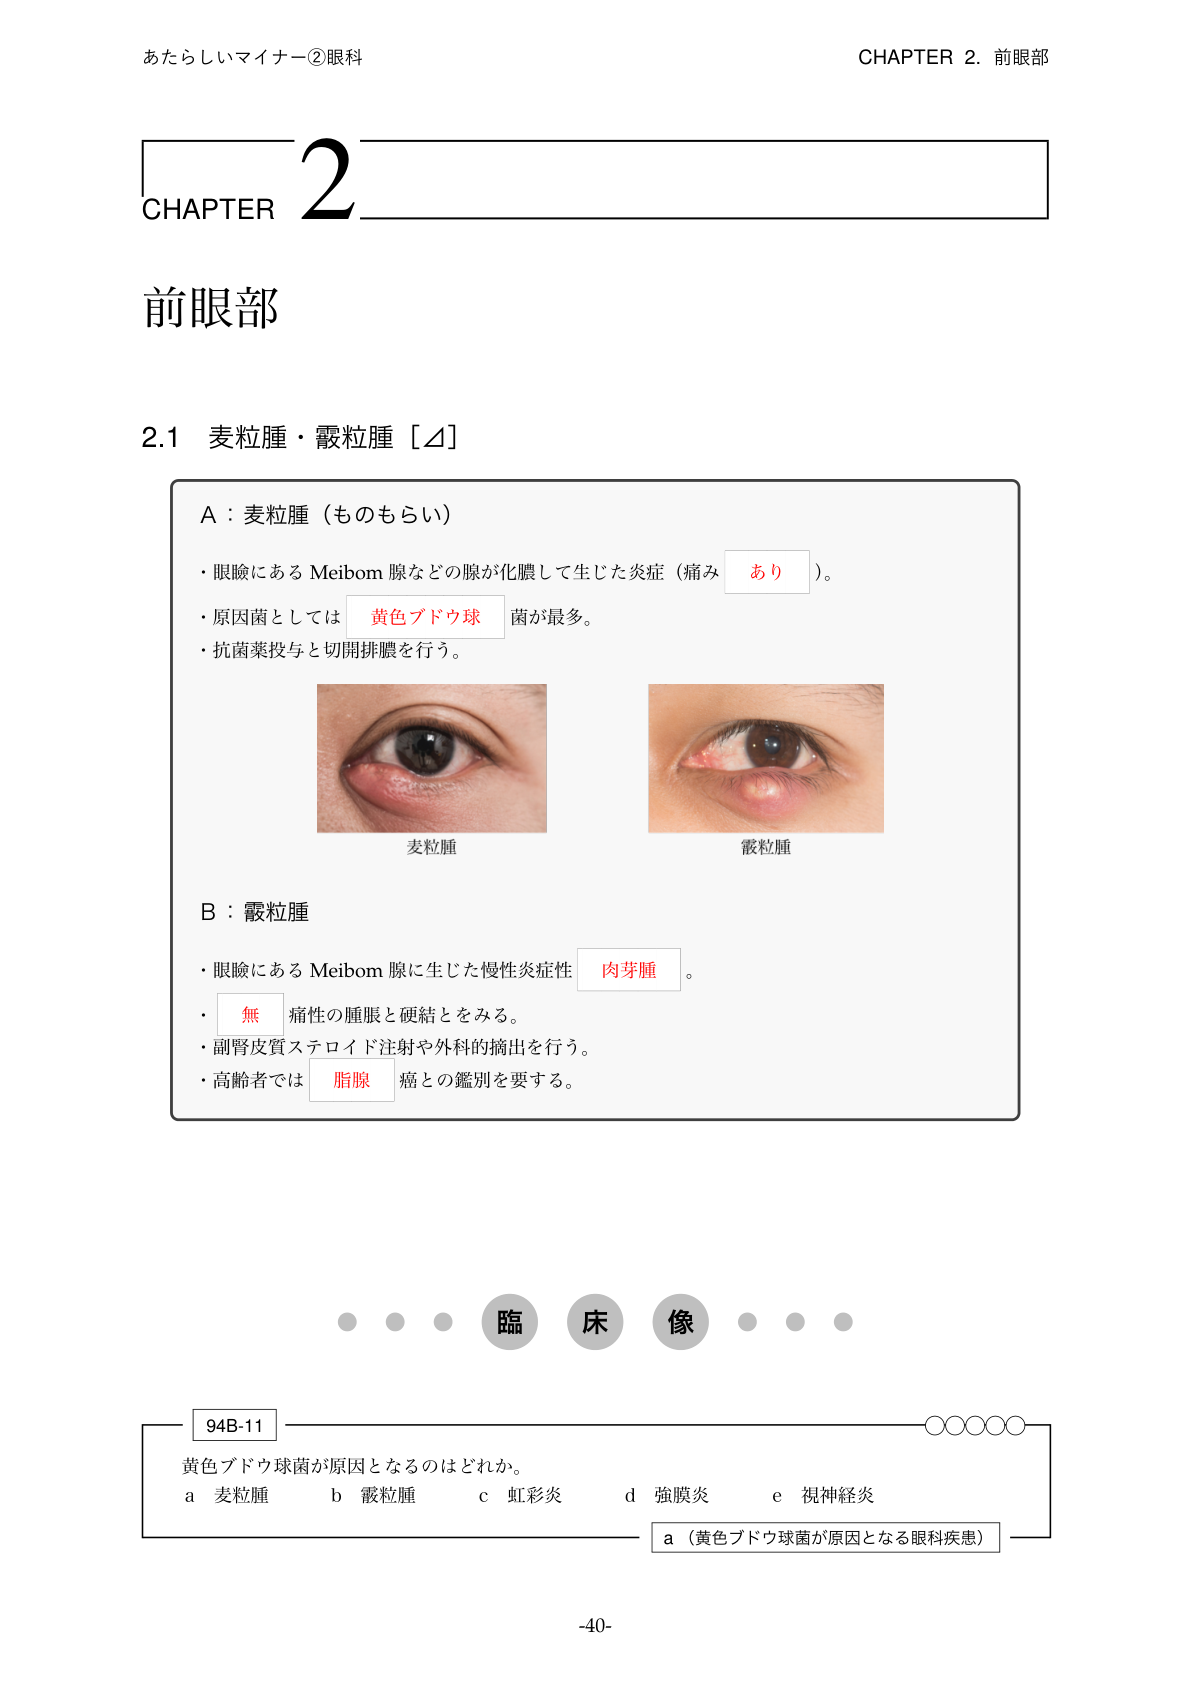 あたらしいマイナー②眼科
CHAPTER 2. 前眼部
CHAPTER 2
前眼部
2.1 麦粒腫・霰粒腫［⊿］
A：麦粒腫（ものもらい）
・眼瞼にある Meibom 腺などの腺が化膿して生じた炎症（痛み あり ）。
・原因菌としては 黄色ブドウ球 菌が最多。
・抗菌薬投与と切開排膿を行う。
麦粒腫
霰粒腫
B：霰粒腫
・眼瞼にある Meibom 腺に生じた慢性炎症性 肉芽腫 。
・ 無 痛性の腫脹と硬結とをみる。
・副腎皮質ステロイド注射や外科的摘出を行う。
・高齢者では 脂腺 癌との鑑別を要する。
臨床像
94B-11
黄色ブドウ球菌が原因となるのはどれか。
a 麦粒腫 b 霰粒腫 c 虹彩炎 d 強膜炎 e 視神経炎
a （黄色ブドウ球菌が原因となる眼科疾患）
-40-